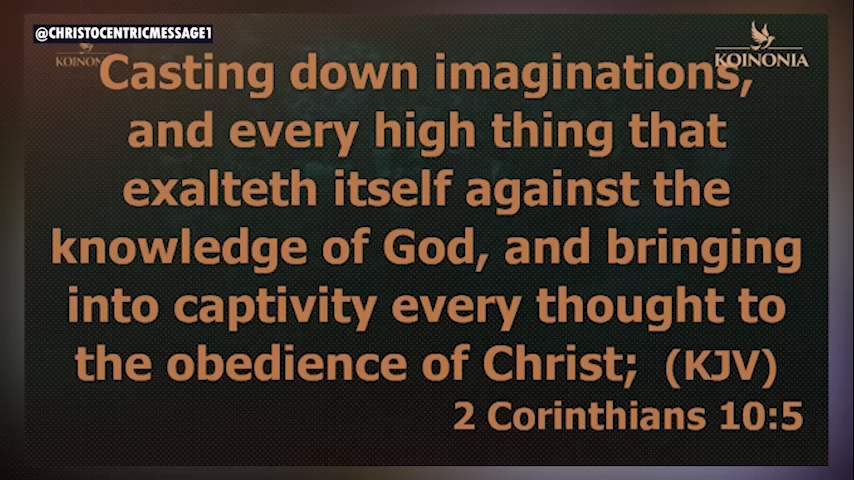 @CHRISTOCENTRICMESSAGE1
KOINONIA
Casting down imaginations,
and every high thing that
exalteth itself against the
knowledge of God, and bringing
into captivity every thought to
the obedience of Christ; (KJV)
2 Corinthians 10:5